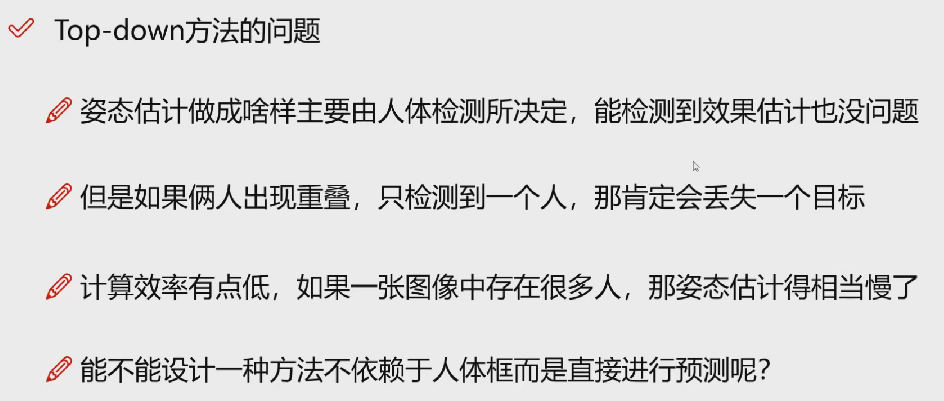 Top-down方法的问题
姿态估计做成啥样主要由人体检测所决定，能检测到效果估计也没问题
但是如果俩人出现重叠，只检测到一个人，那肯定会丢失一个目标
计算效率有点低，如果一张图像中存在很多人，那姿态估计得相当慢了
能不能设计一种方法不依赖于人体框而是直接进行预测呢？